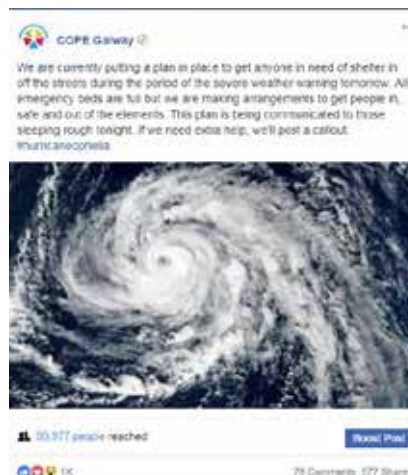 COPE Galway
We are currently putting a plan in place to get anyone in need of shelter in
off the streets during the period of the severe weather warning tomorrow. All
emergency beds are full but we are making arrangements to get people in,
safe and out of the elements. This plan is being communicated to those
sleeping rough tonight. If we need extra help, we'll post a callout.
#hurricaneophelia
people reached
Boost Post
1K
Comments 177 Shares